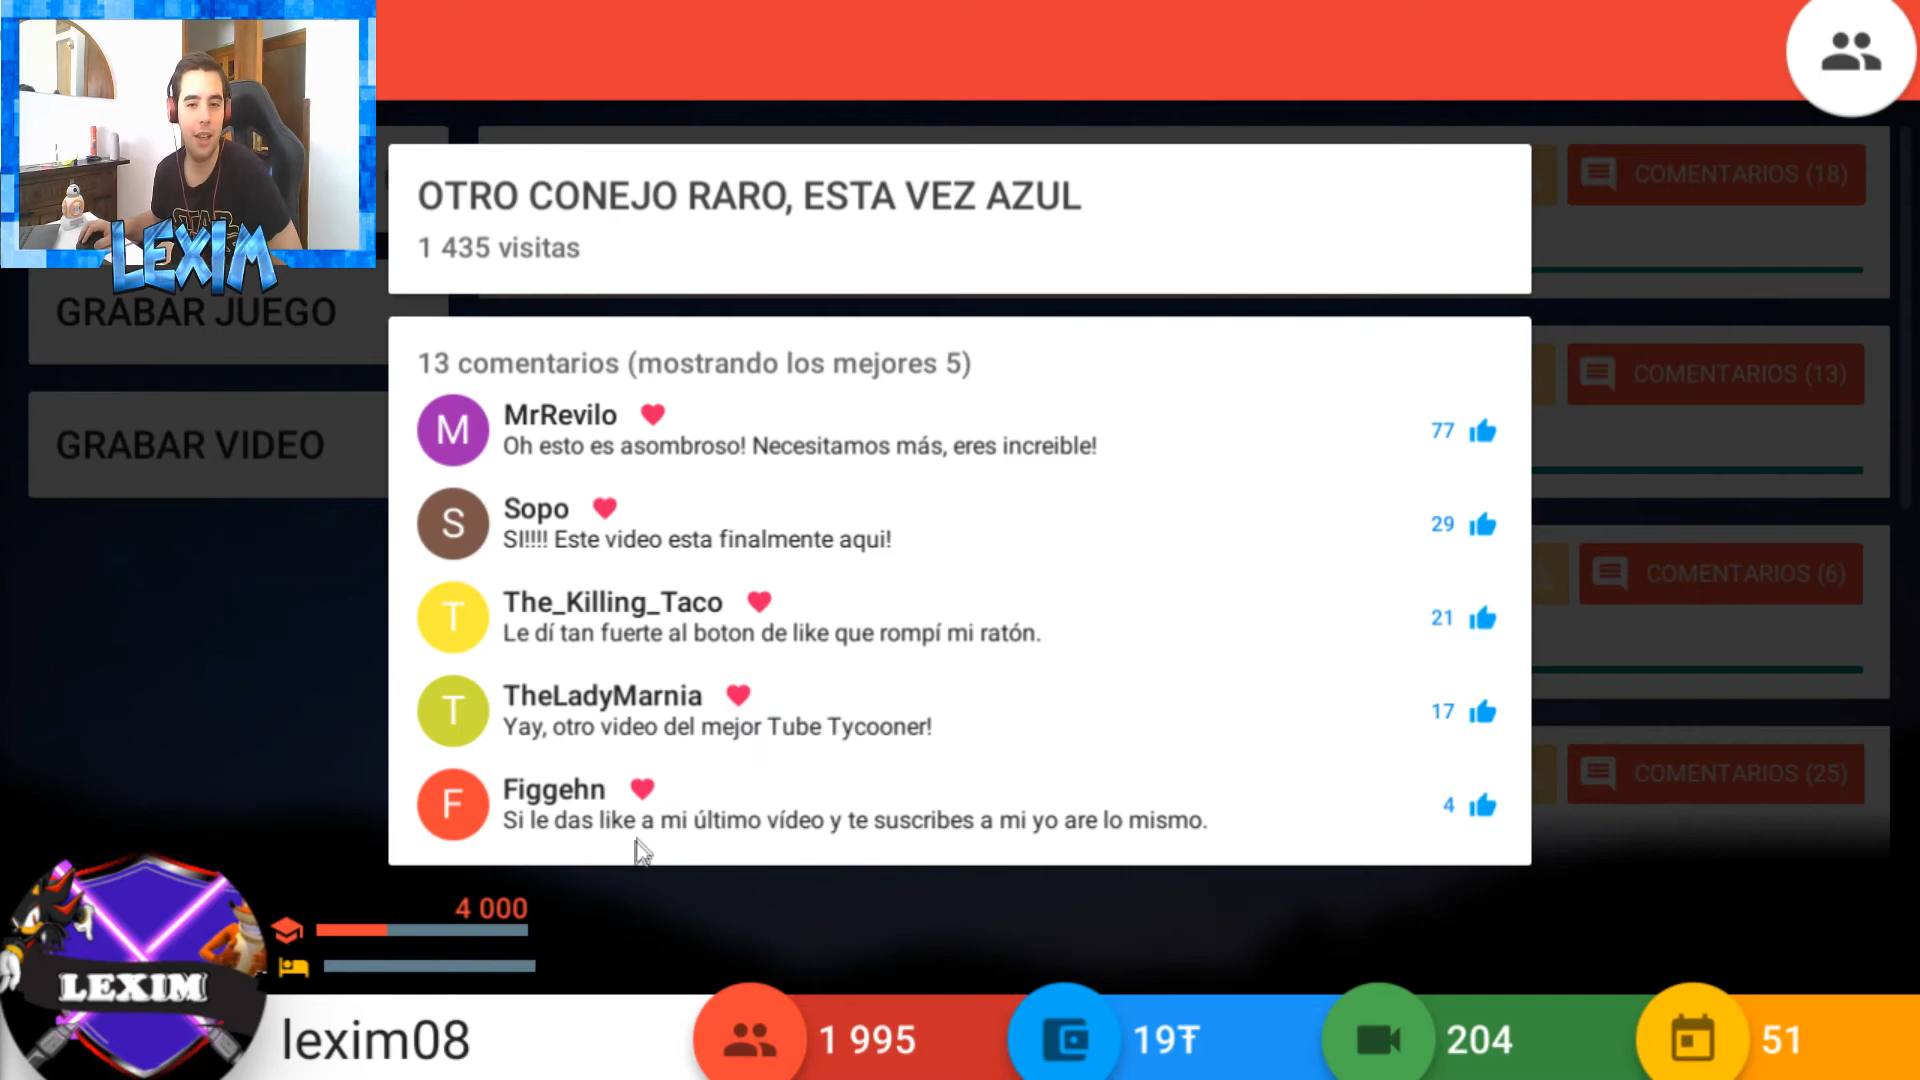 LEXIM
GRABAR JUEGO
GRABAR VIDEO
OTRO CONEJO RARO, ESTA VEZ AZUL
1 435 visitas
13 comentarios (mostrando los mejores 5)
M
MrRevilo
Oh esto es asombroso! Necesitamos más, eres increible!
77
S
Sopo
SI!!!! Este video esta finalmente aqui!
29
T
The_Killing_Taco
Le dí tan fuerte al boton de like que rompí mi ratón.
21
T
TheLadyMarnia
Yay, otro video del mejor Tube Tycooner!
17
F
Figgehn
Si le das like a mi último vídeo y te suscribes a mi yo are lo mismo.
4
COMENTARIOS (18)
COMENTARIOS (13)
COMENTARIOS (6)
COMENTARIOS (25)
4 000
LEXIM
lexim08
1 995
19Ŧ
204
51